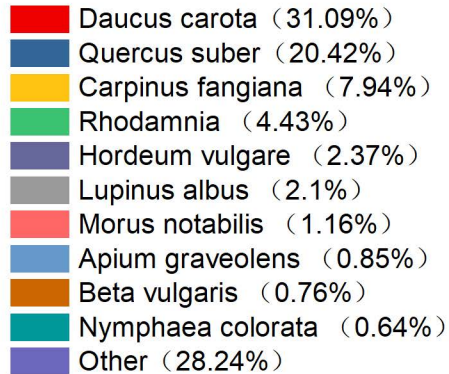 Daucus carota（31.09%）
Quercus suber（20.42%）
Carpinus fangiana （7.94%）
Rhodamnia （4.43%）
Hordeum vulgare （2.37%）
Lupinus albus （2.1%）
Morus notabilis （1.16%）
Apium graveolens （0.85%）
Beta vulgaris （0.76%）
Nymphaea colorata （0.64%）
Other（28.24%）